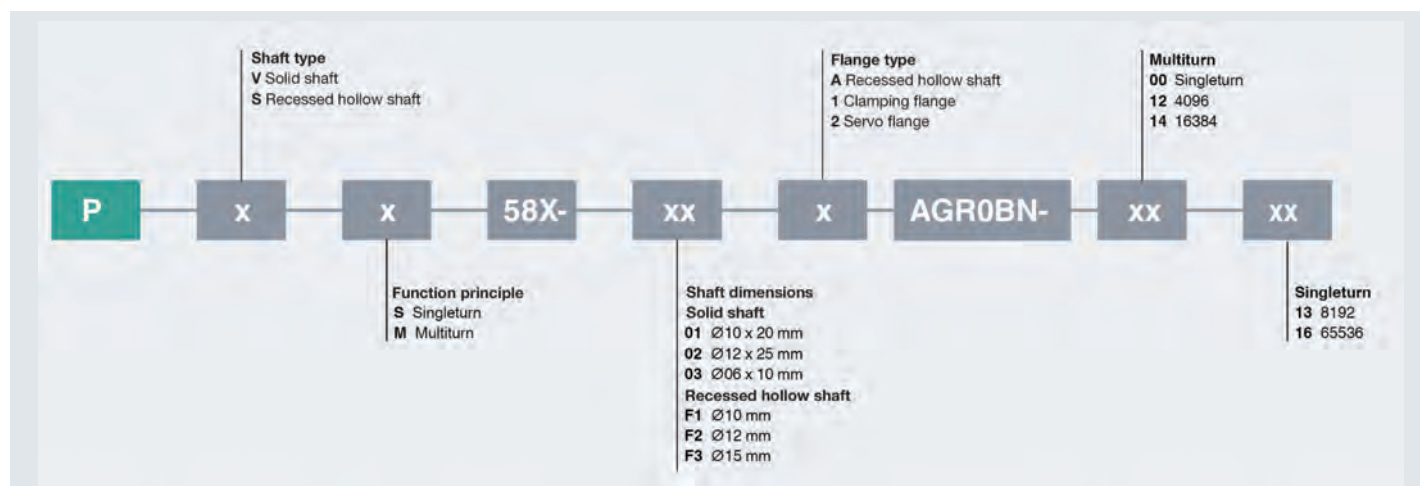 Shaft type
V Solid shaft
S Recessed hollow shaft
Flange type
A Recessed hollow shaft
1 Clamping flange
2 Servo flange
Multiturn
00 Singleturn
12 4096
14 16384
P x x 58X- xx x AGR0BN- xx xx
Function principle
S Singleturn
M Multiturn
Shaft dimensions
Solid shaft
01 Ø10 x 20 mm
02 Ø12 x 25 mm
03 Ø06 x 10 mm
Recessed hollow shaft
F1 Ø10 mm
F2 Ø12 mm
F3 Ø15 mm
Singleturn
13 8192
16 65536